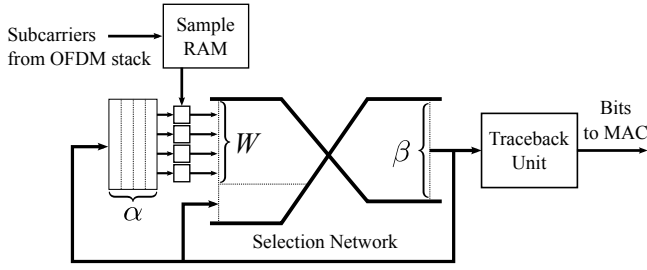 Sample
RAM
Subcarriers
from OFDM stack
W
β
α
Traceback
Unit
Bits
to MAC
Selection Network